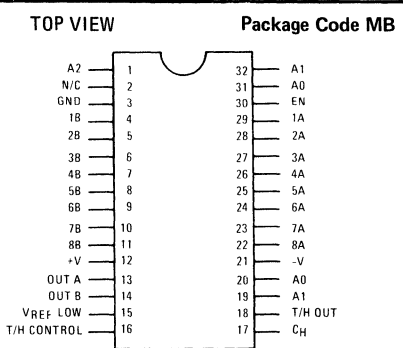 TOP VIEW Package Code MB
A2 1 32 A1
N/C 2 31 A0
GND 3 30 EN
1B 4 29 1A
2B 5 28 2A
3B 6 27 3A
4B 7 26 4A
5B 8 25 5A
6B 9 24 6A
7B 10 23 7A
8B 11 22 8A
+V 12 21 -V
OUT A 13 20 A0
OUT B 14 19 A1
VREF LOW 15 18 T/H OUT
T/H CONTROL 16 17 CH